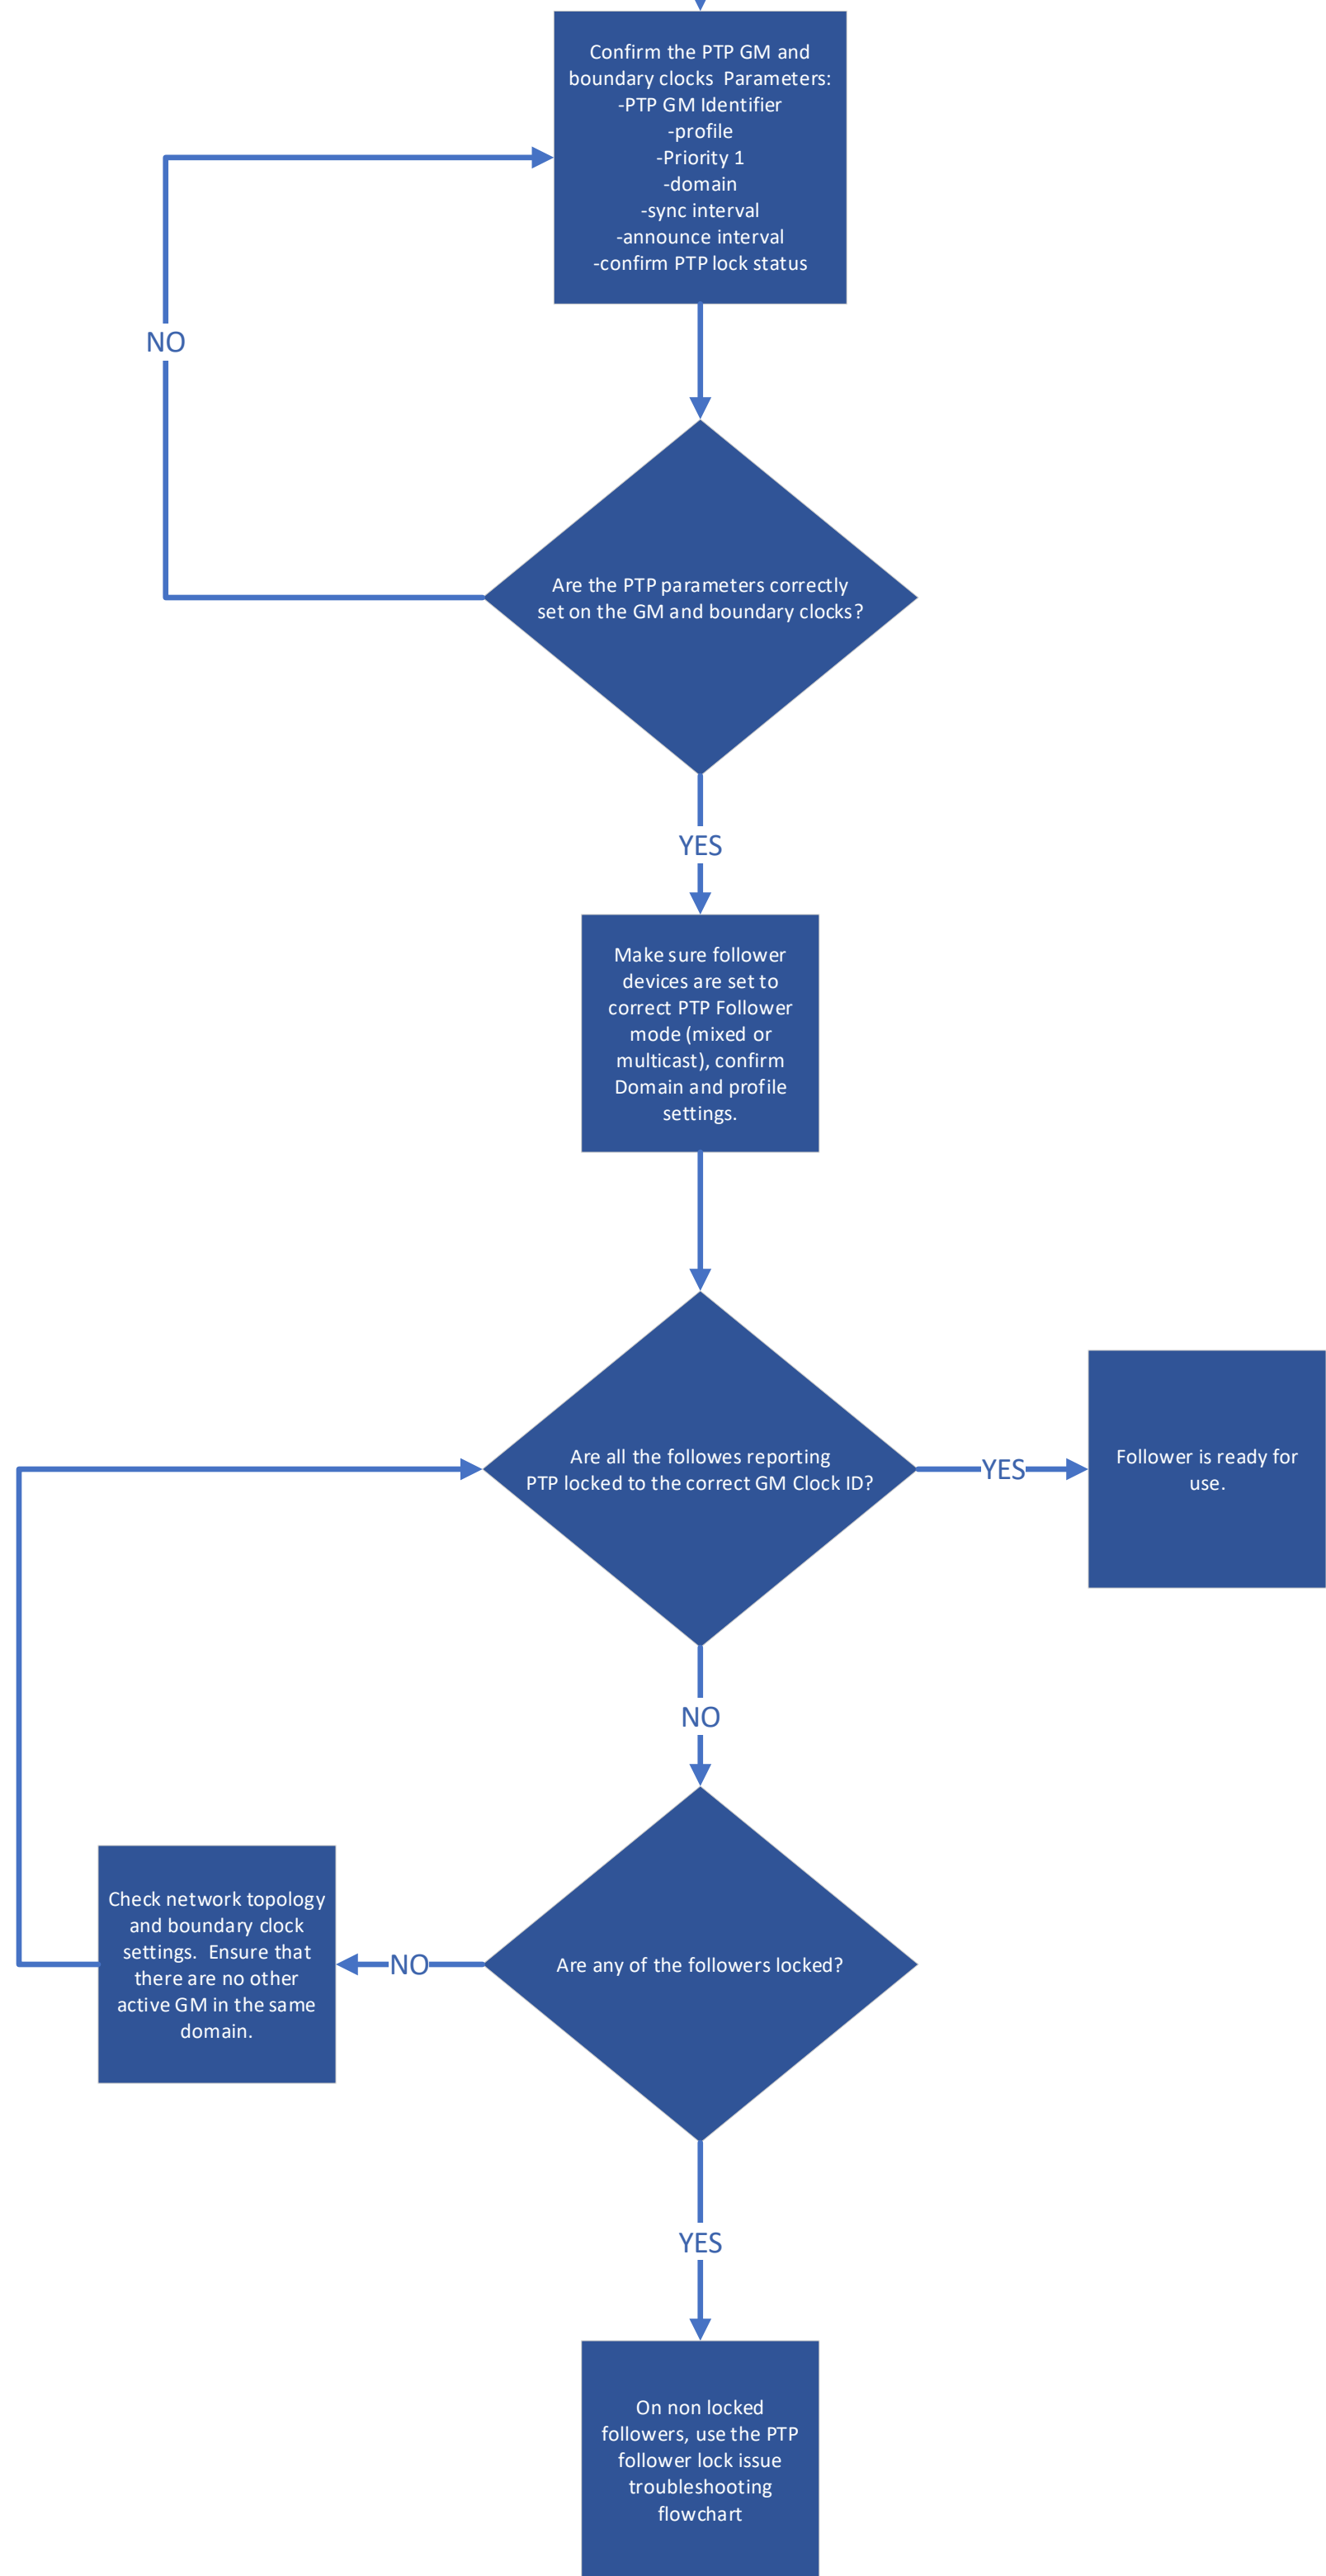 Confirm the PTP GM and
boundary clocks  Parameters:
-PTP GM Identifier
-profile
-Priority 1
-domain
-sync interval
-announce interval
-confirm PTP lock status
NO
Are the PTP parameters correctly
set on the GM and boundary clocks?
YES
Make sure follower
devices are set to
correct PTP Follower
mode (mixed or
multicast), confirm
Domain and profile
settings.
Are all the followes reporting
PTP locked to the correct GM Clock ID?
YES
Follower is ready for
use.
NO
Are any of the followers locked?
NO
Check network topology
and boundary clock
settings.  Ensure that
there are no other
active GM in the same
domain.
YES
On non locked
followers, use the PTP
follower lock issue
troubleshooting
flowchart